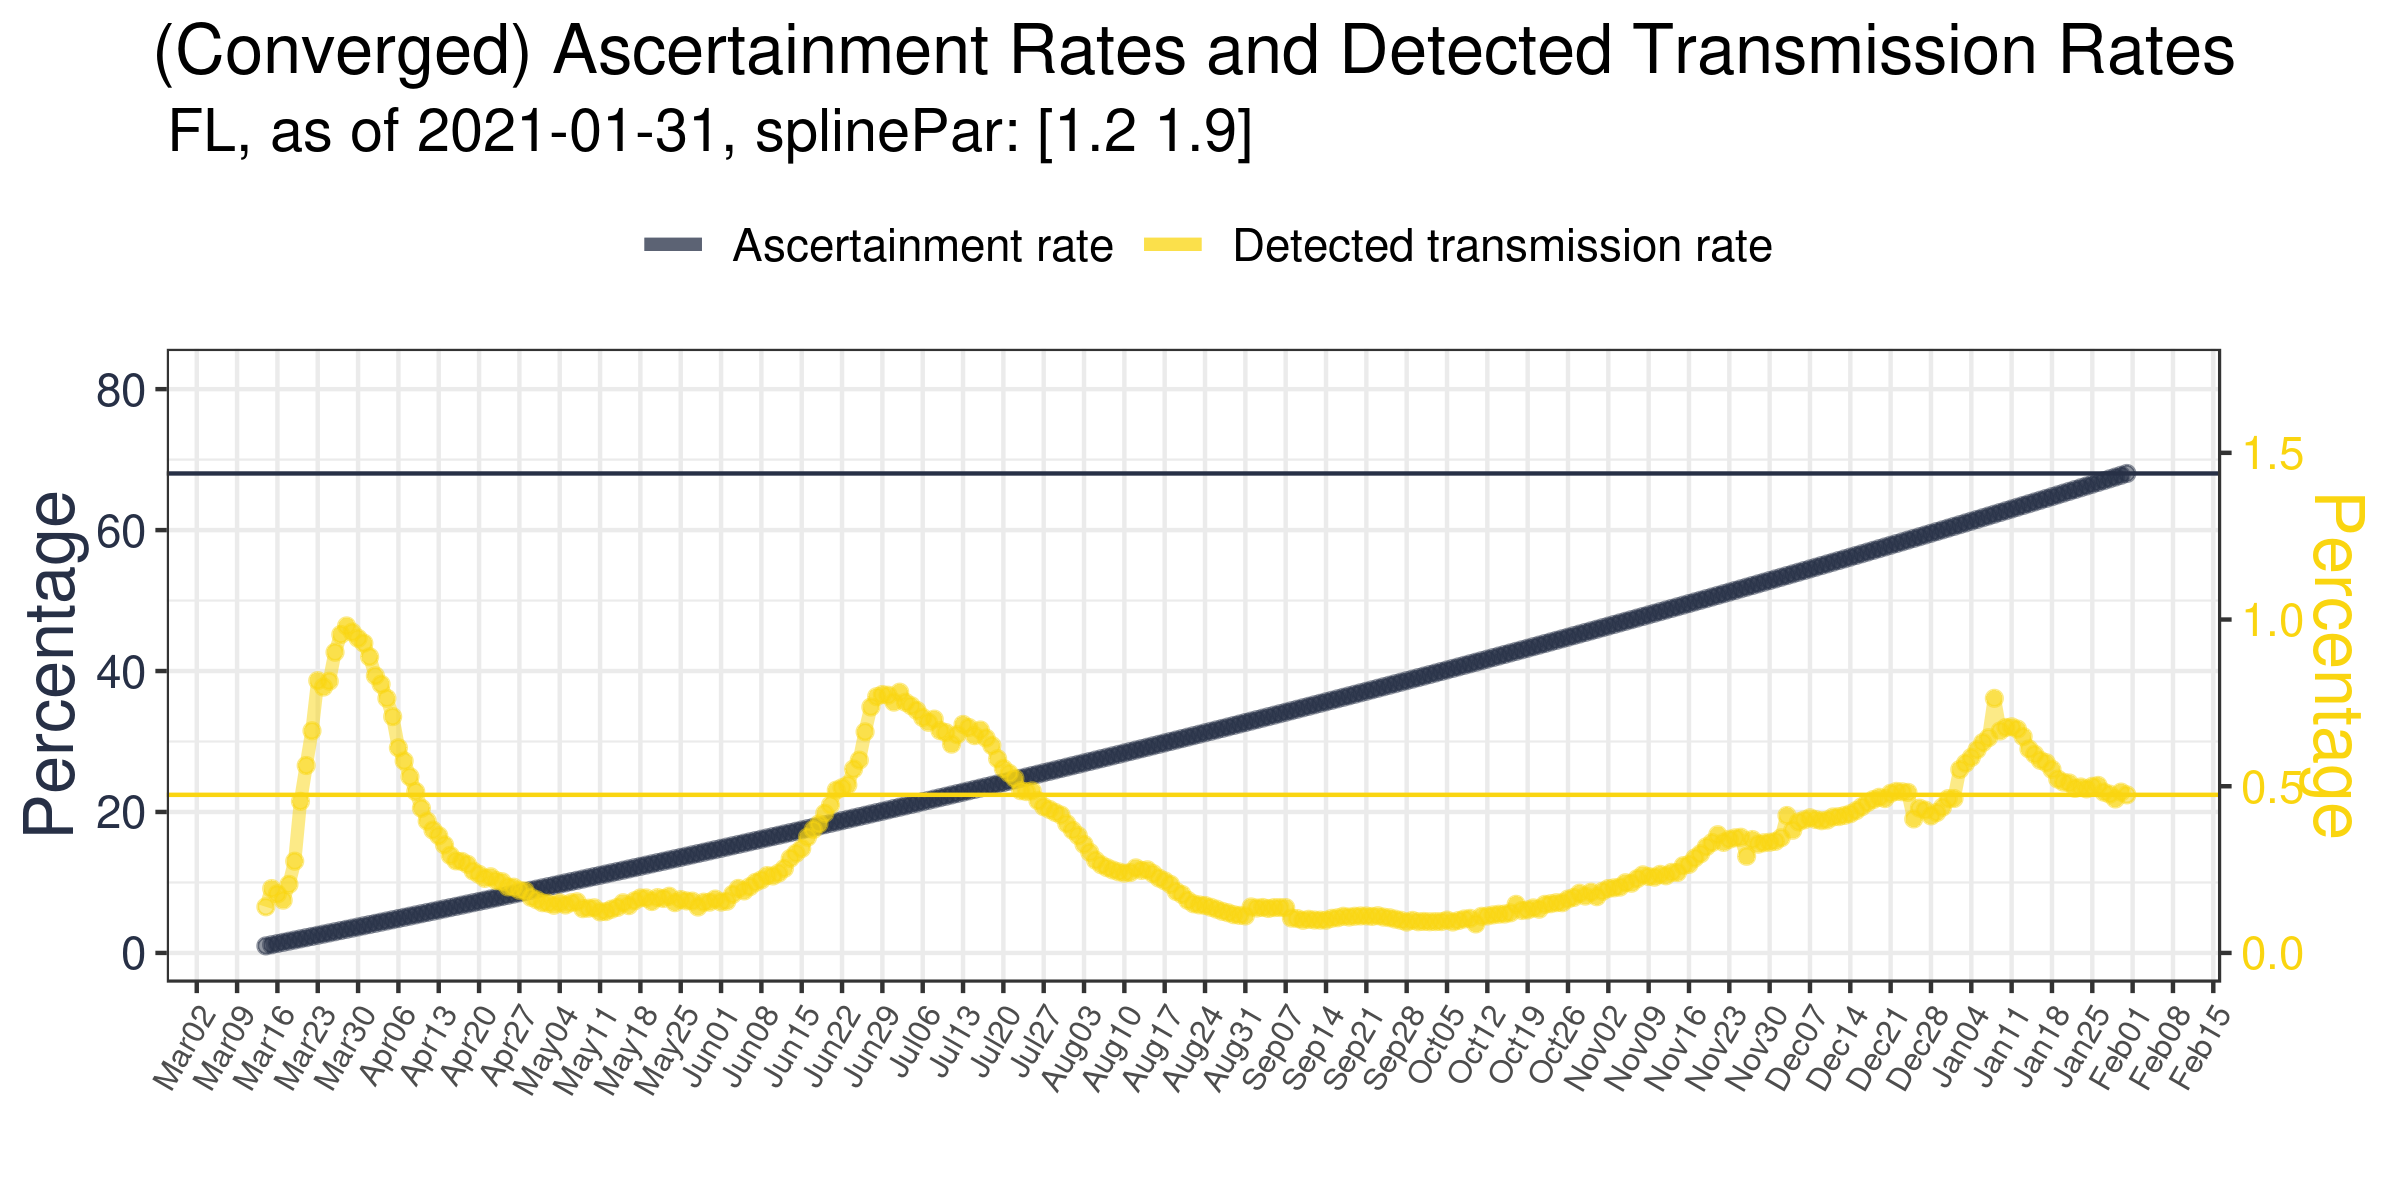 (Converged) Ascertainment Rates and Detected Transmission Rates
FL, as of 2021-01-31, splinePar: [1.2 1.9]
Ascertainment rate
Detected transmission rate
Percentage
80
60
40
20
0
1.5
1.0
0.5
0.0
Percentage
Mar02
Mar09
Mar16
Mar23
Mar30
Apr06
Apr13
Apr20
Apr27
May04
May11
May18
May25
Jun01
Jun08
Jun15
Jun22
Jun29
Jul06
Jul13
Jul20
Jul27
Aug03
Aug10
Aug17
Aug24
Aug31
Sep07
Sep14
Sep21
Sep28
Oct05
Oct12
Oct19
Oct26
Nov02
Nov09
Nov16
Nov23
Nov30
Dec07
Dec14
Dec21
Dec28
Jan04
Jan11
Jan18
Jan25
Feb01
Feb08
Feb15